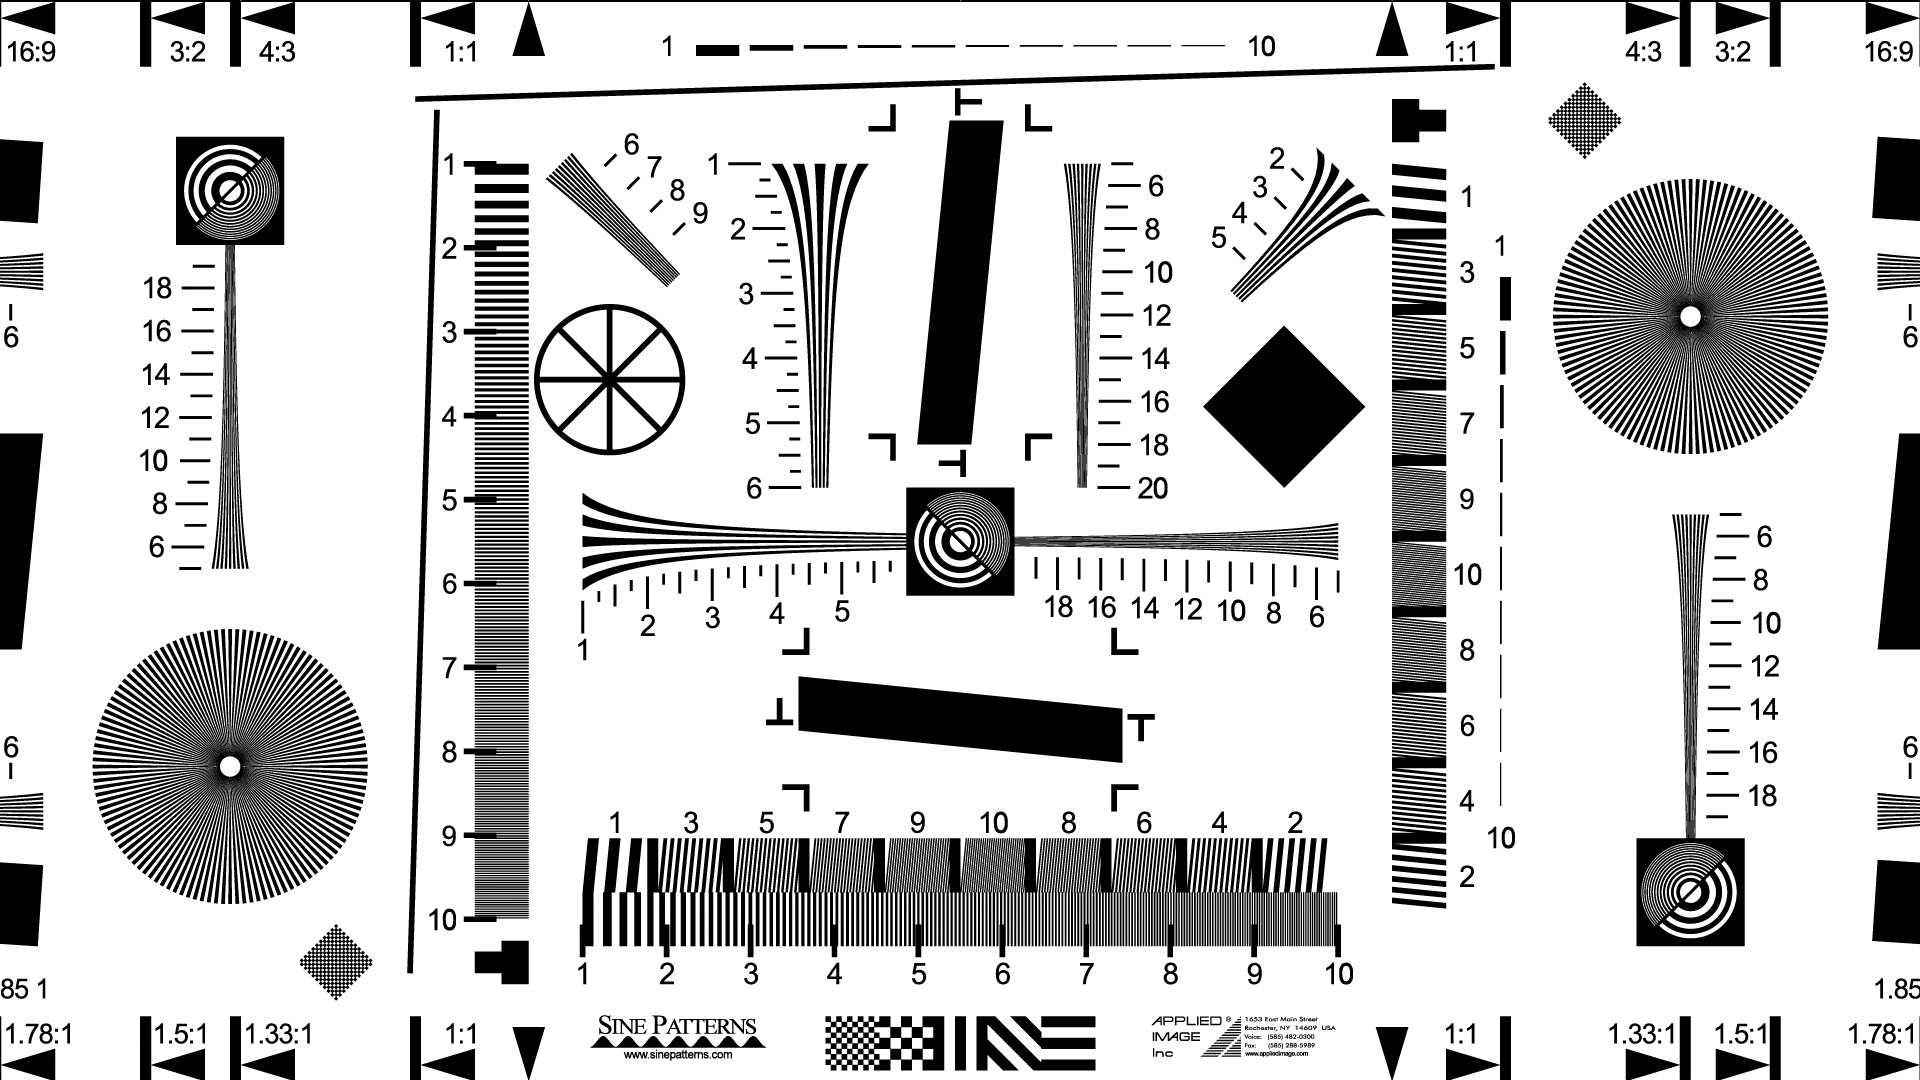 16:9 3:2 4:3 1:1 1 10 1:1 4:3 3:2 16:9
1 2 3 4 5 6 7 8 9 10
18 16 14 12 10 8 6
6
6
6 7 8 9
1 2 3 4 5 6
6 8 10 12 14 16 18 20
2 3 4 5
1 2 3 4 5
18 16 14 12 10 8 6
1 3 5 7 9 10 8 6 4 2
1 10
6 8 10 12 14 16 18
6
6
1 3 5 7 9 10 8 6 4 2
1 2 3 4 5 6 7 8 9 10
85 1
1.85
1.78:1 1.5:1 1.33:1 1:1 1:1 1.33:1 1.5:1 1.78:1
SINE PATTERNS
www.sinepatterns.com
APPLIED ®
IMAGE
Inc
1653 East Main Street
Rochester, NY 14609 USA
Voice: (585) 482-0300
Fax: (585) 288-5989
www.appliedimage.com